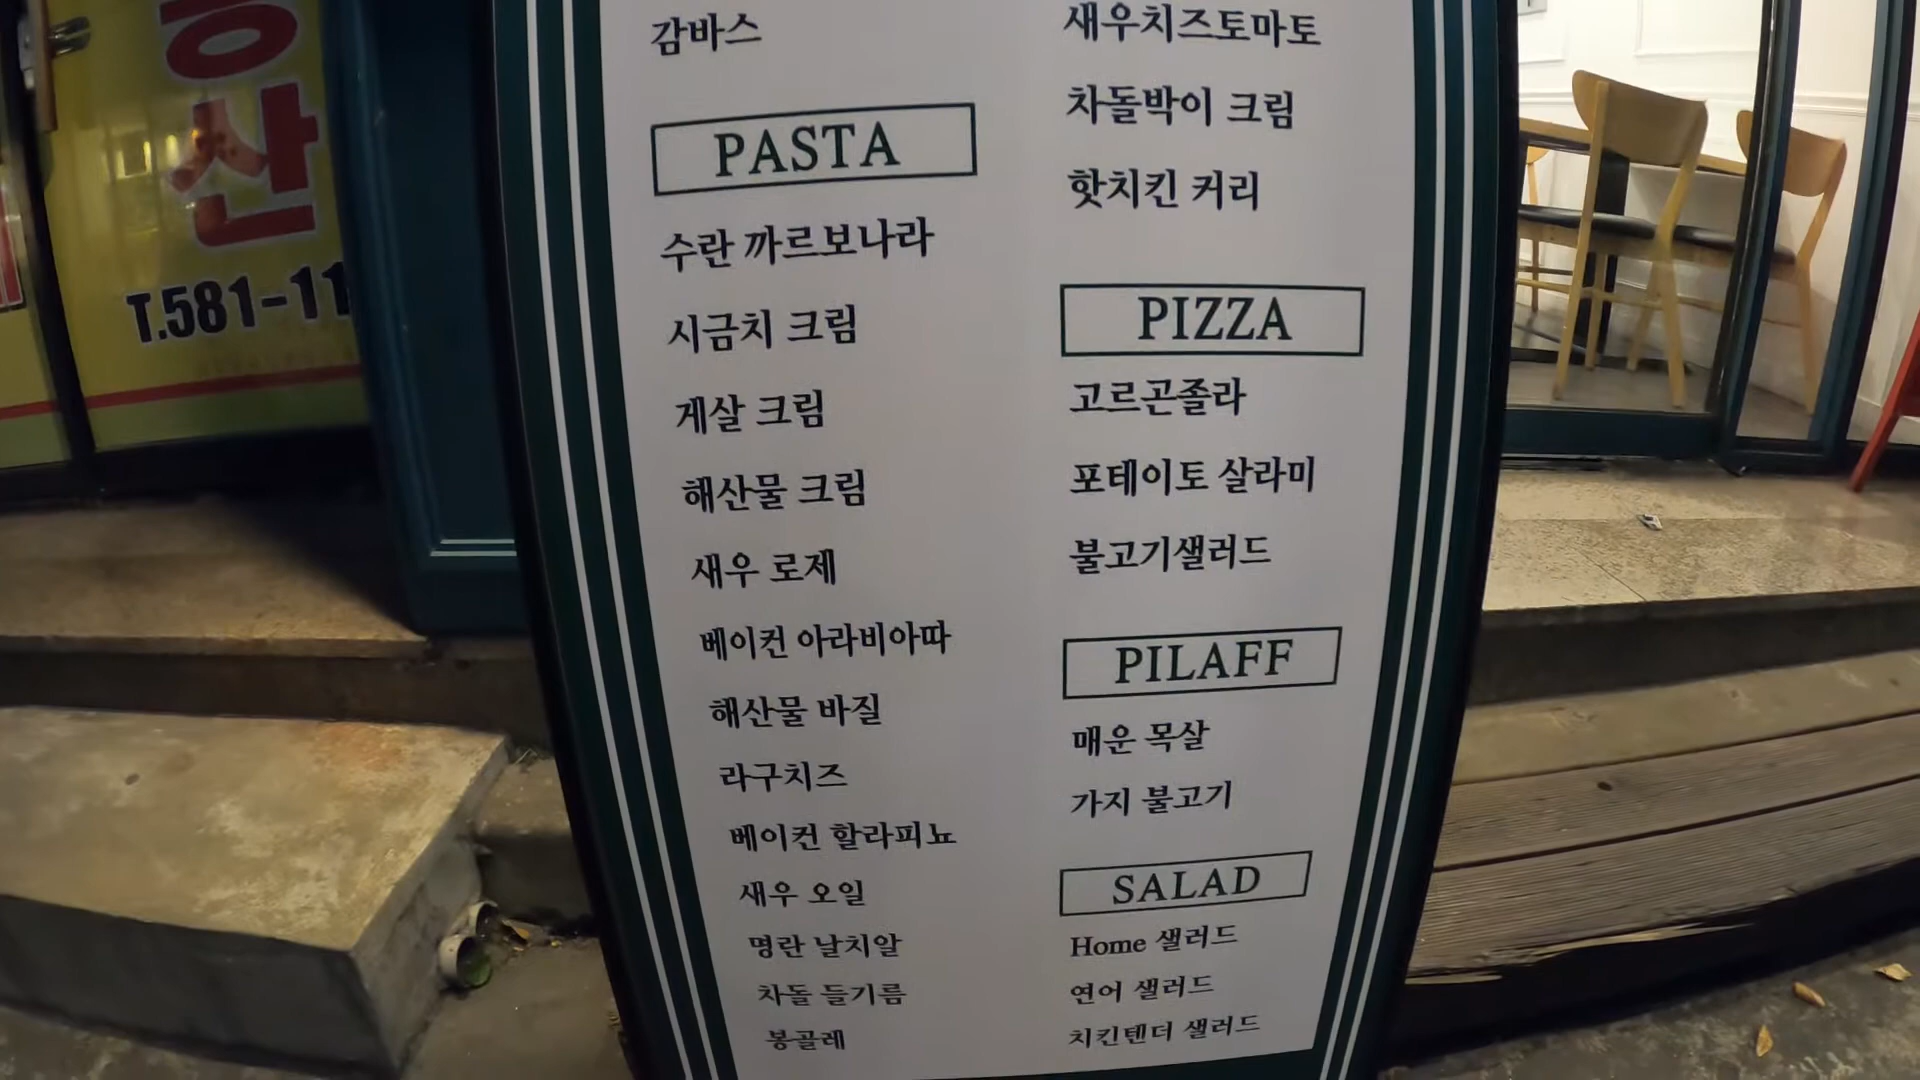 흥
산
T.581-11
감바스
PASTA
수란 까르보나라
시금치 크림
게살 크림
해산물 크림
새우 로제
베이컨 아라비아따
해산물 바질
라구치즈
베이컨 할라피뇨
새우 오일
명란 날치알
차돌 들기름
봉골레
새우치즈토마토
차돌박이 크림
핫치킨 커리
PIZZA
고르곤졸라
포테이토 살라미
불고기샐러드
PILAFF
매운 목살
가지 불고기
SALAD
Home 샐러드
연어 샐러드
치킨텐더 샐러드